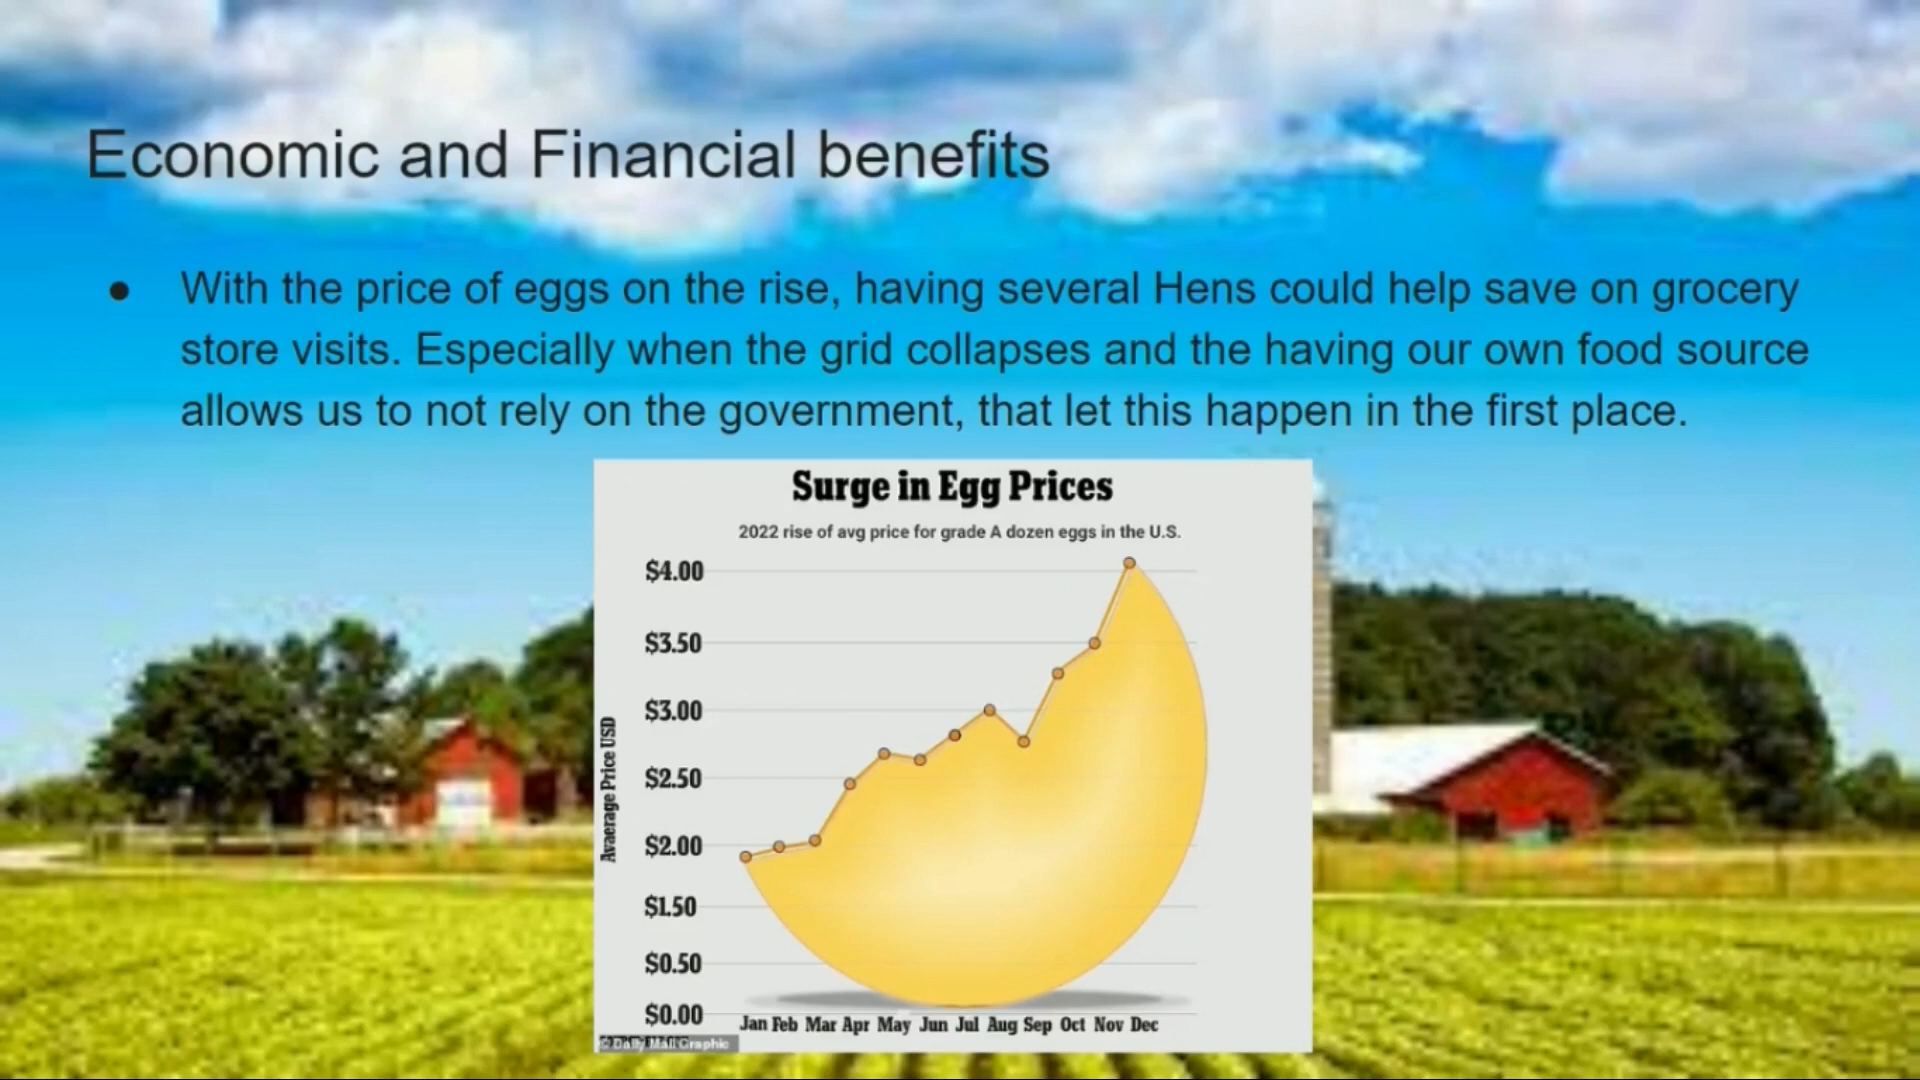 Economic and Financial benefits
● With the price of eggs on the rise, having several Hens could help save on grocery
store visits. Especially when the grid collapses and the having our own food source
allows us to not rely on the government, that let this happen in the first place.
Surge in Egg Prices
2022 rise of avg price for grade A dozen eggs in the U.S.
Avaerage Price USD
$4.00
$3.50
$3.00
$2.50
$2.00
$1.50
$0.50
$0.00
Jan Feb Mar Apr May Jun Jul Aug Sep Oct Nov Dec
© Daily Mail Graphic